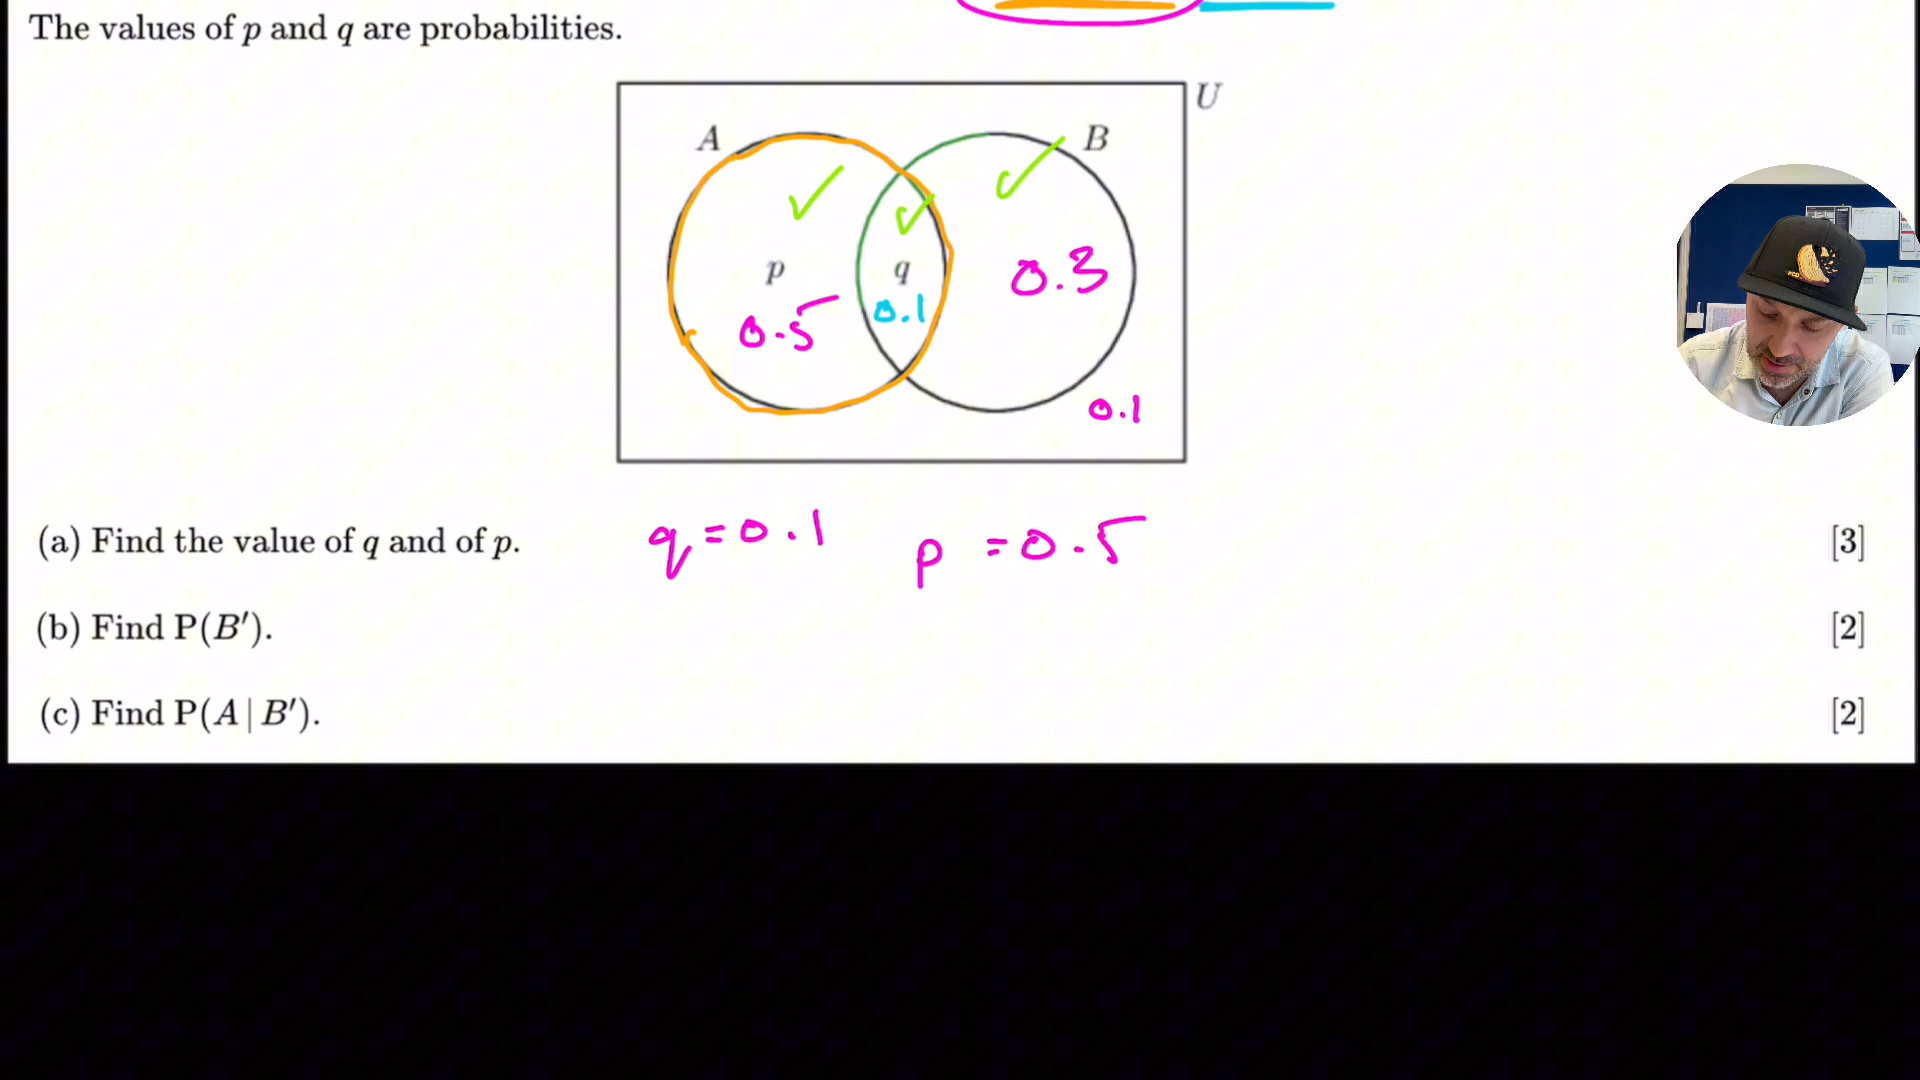 The values of p and q are probabilities.
U
A
B
p
q
0.3
0.5
0.1
0.1
(a) Find the value of q and of p.
q = 0.1
p = 0.5
[3]
(b) Find P(B′).
[2]
(c) Find P(A | B′).
[2]